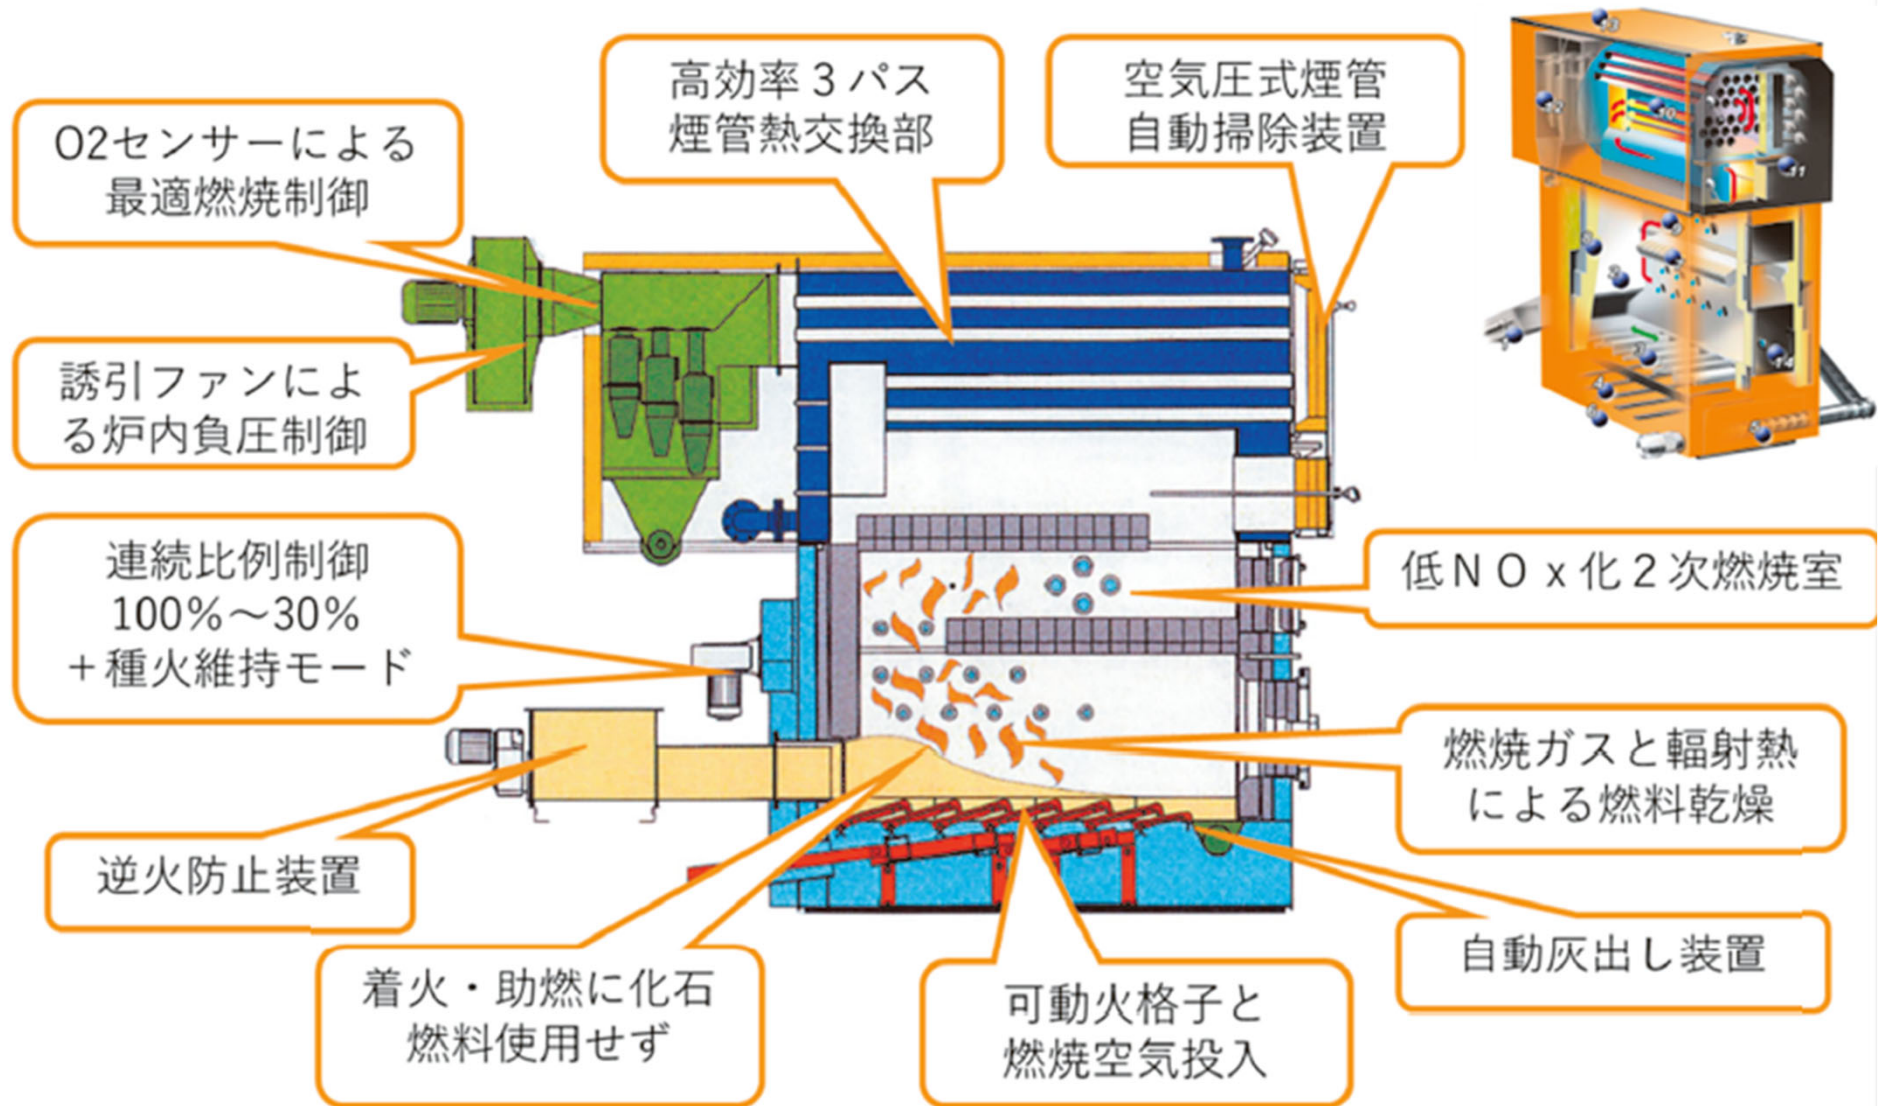 高効率３パス
煙管熱交換部
空気圧式煙管
自動掃除装置
O2センサーによる
最適燃焼制御
誘引ファンによ
る炉内負圧制御
連続比例制御
100%～30%
＋種火維持モード
低ＮＯｘ化２次燃焼室
燃焼ガスと輻射熱
による燃料乾燥
逆火防止装置
自動灰出し装置
着火・助燃に化石
燃料使用せず
可動火格子と
燃焼空気投入
13
10
11
14